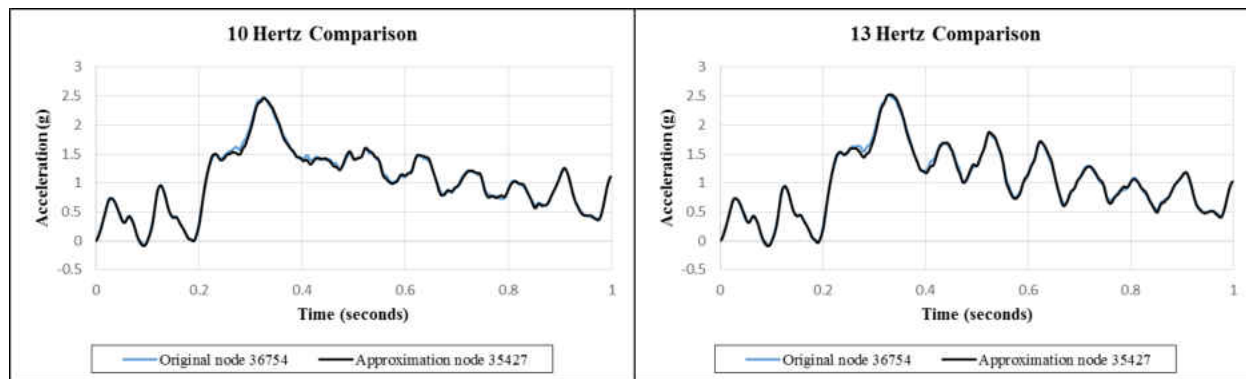 10 Hertz Comparison
3
2.5
2
1.5
1
0.5
0
-0.5
Acceleration (g)
0 0.2 0.4 0.6 0.8 1
Time (seconds)
Original node 36754 Approximation node 35427
13 Hertz Comparison
3
2.5
2
1.5
1
0.5
0
-0.5
Acceleration (g)
0 0.2 0.4 0.6 0.8 1
Time (seconds)
Original node 36754 Approximation node 35427